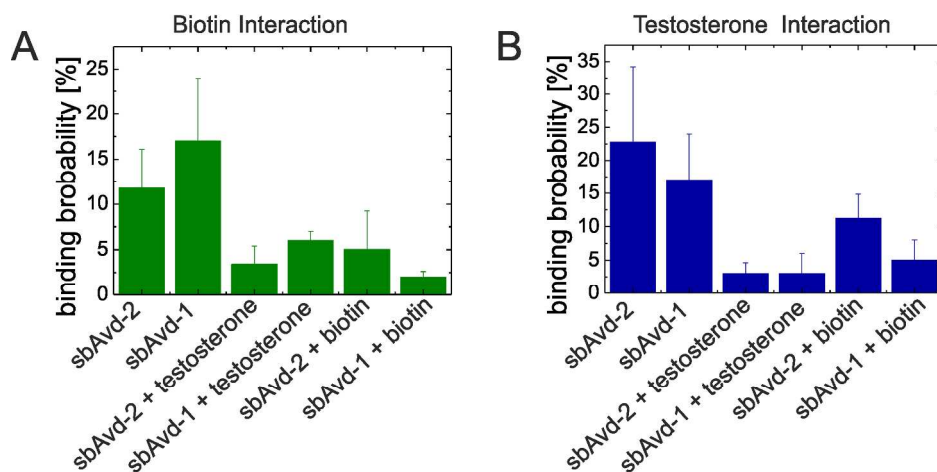 A
Biotin Interaction
binding brobability [%]
25
20
15
10
5
0
sbAvd-2
sbAvd-1
sbAvd-2 + testosterone
sbAvd-1 + testosterone
sbAvd-2 + biotin
sbAvd-1 + biotin
B
Testosterone Interaction
binding brobability [%]
35
30
25
20
15
10
5
0
sbAvd-2
sbAvd-1
sbAvd-2 + testosterone
sbAvd-1 + testosterone
sbAvd-2 + biotin
sbAvd-1 + biotin